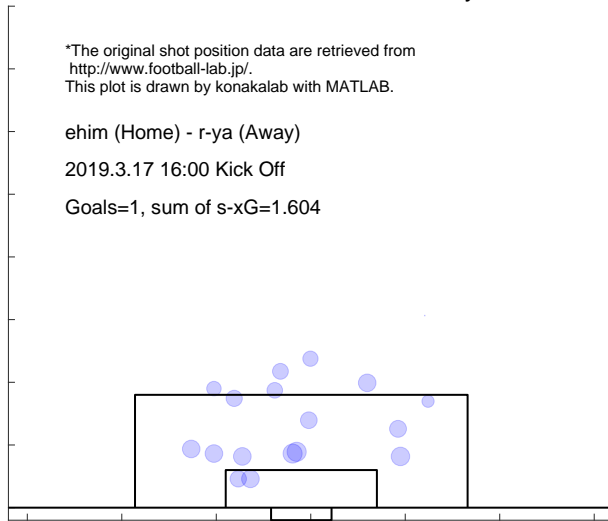 *The original shot position data are retrieved from
http://www.football-lab.jp/.
This plot is drawn by konakalab with MATLAB.
ehim (Home) - r-ya (Away)
2019.3.17 16:00 Kick Off
Goals=1, sum of s-xG=1.604